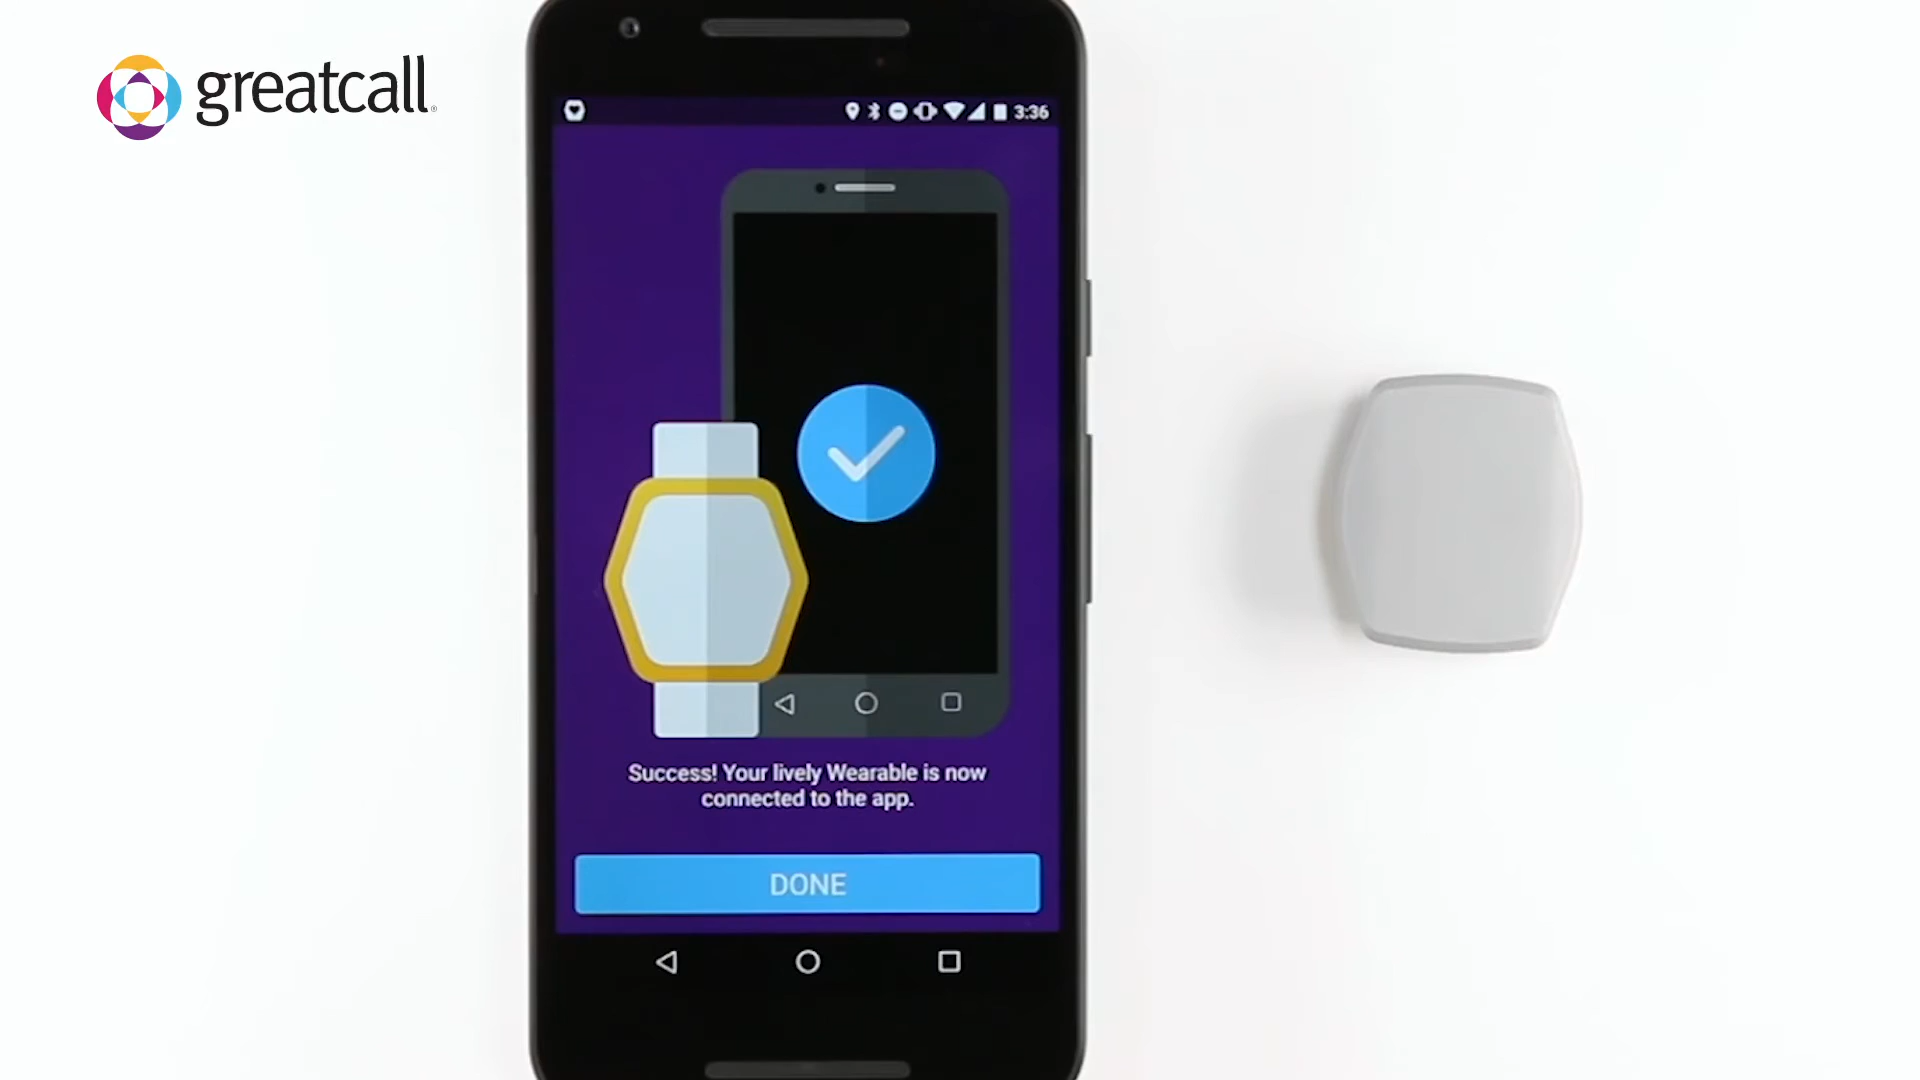 greatcall
3:36
Success! Your lively Wearable is now
connected to the app.
DONE